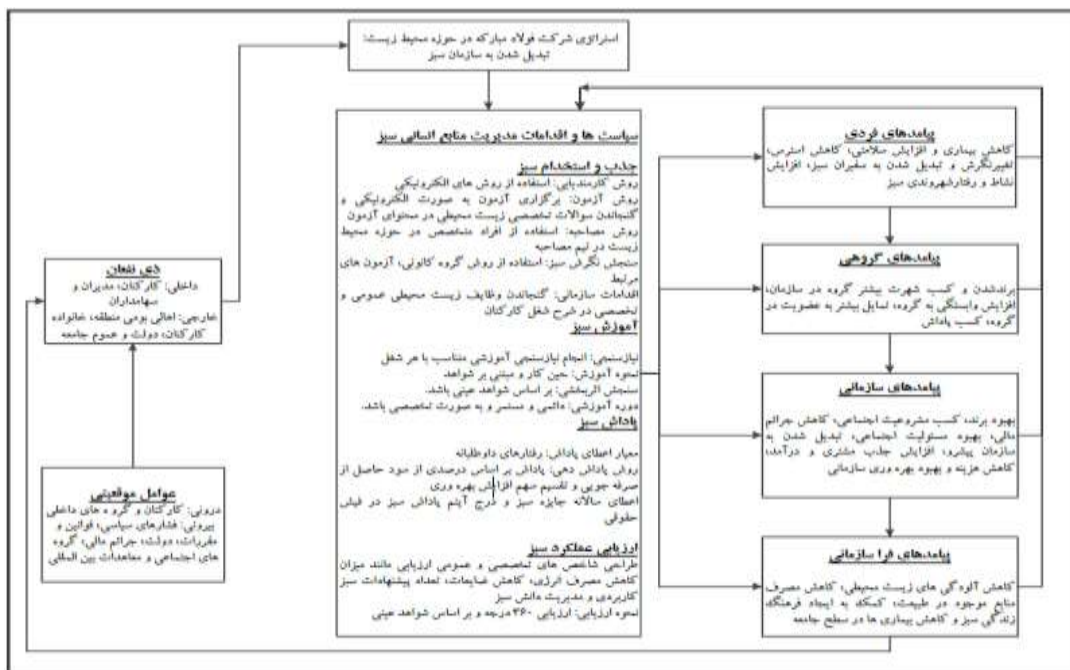 استراتژی شرکت فولاد مبارکه در حوزه محیط زیست:
تبدیل شدن به سازمان سبز
سیاست ها و اقدامات مدیریت منابع انسانی سبز
جذب و استخدام سبز
روش کارمندیابی: استفاده از روش های الکترونیکی
روش آزمون: برگزاری آزمون به صورت الکترونیکی و
گنجاندن سوالات تخصصی زیست محیطی در محتوای آزمون
روش مصاحبه: استفاده از افراد متخصص در حوزه محیط
زیست در تیم مصاحبه
سنجش نگرش سبز: استفاده از روش گروه کانونی، آزمون های
مرتبط
اقدامات سازمانی: گنجاندن وظایف زیست محیطی عمومی و
تخصصی در شرح شغل کارکنان
آموزش سبز
نیازسنجی: انجام نیازسنجی آموزشی متناسب با هر شغل
نحوه آموزش: حین کار و مبتنی بر شواهد
سنجش اثربخشی: بر اساس شواهد عینی باشد.
دوره آموزشی: دائمی و مستمر و به صورت تخصصی باشد.
پاداش سبز
معیار اعطای پاداش: رفتارهای داوطلبانه
روش پاداش دهی: پاداش بر اساس درصدی از سود حاصل از
صرفه جویی و تقسیم سهم افزایش بهره وری
اعطای سالانه جایزه سبز و درج آیتم پاداش سبز در فیش
حقوقی
ارزیابی عملکرد سبز
طراحی شاخص های تخصصی و عمومی ارزیابی مانند میزان
کاهش مصرف انرژی، کاهش ضایعات، تعداد پیشنهادات سبز
کاربردی و مدیریت دانش سبز
نحوه ارزیابی: ارزیابی ۳۶۰ درجه و بر اساس شواهد عینی
پیامدهای فردی
کاهش بیماری و افزایش سلامتی، کاهش استرس،
تغییرنگرش و تبدیل شدن به سفیران سبز، افزایش
نشاط و رفتارشهروندی سبز
پیامدهای گروهی
برندشدن و کسب شهرت بیشتر گروه در سازمان،
افزایش وابستگی به گروه، تمایل بیشتر به عضویت در
گروه، کسب پاداش
پیامدهای سازمانی
بهبود برند، کسب مشروعیت اجتماعی، کاهش جرائم
مالی، بهبود مسئولیت اجتماعی، تبدیل شدن به
سازمان پیشرو، افزایش جذب مشتری و درآمد،
کاهش هزینه و بهبود بهره وری سازمانی
پیامدهای فرا سازمانی
کاهش آلودگی های زیست محیطی، کاهش مصرف
منابع موجود در طبیعت، کمک به ایجاد فرهنگ
زندگی سبز و کاهش بیماری ها در سطح جامعه
ذی نفعان
داخلی: کارکنان، مدیران و
سهامداران
خارجی: اهالی بومی منطقه، خانواده
کارکنان، دولت و عموم جامعه
عوامل موقعیتی
درونی: کارکنان و گروه های داخلی
بیرونی: فشارهای سیاسی، قوانین و
مقررات، دولت، جرائم مالی، گروه
های اجتماعی و معاهدات بین المللی